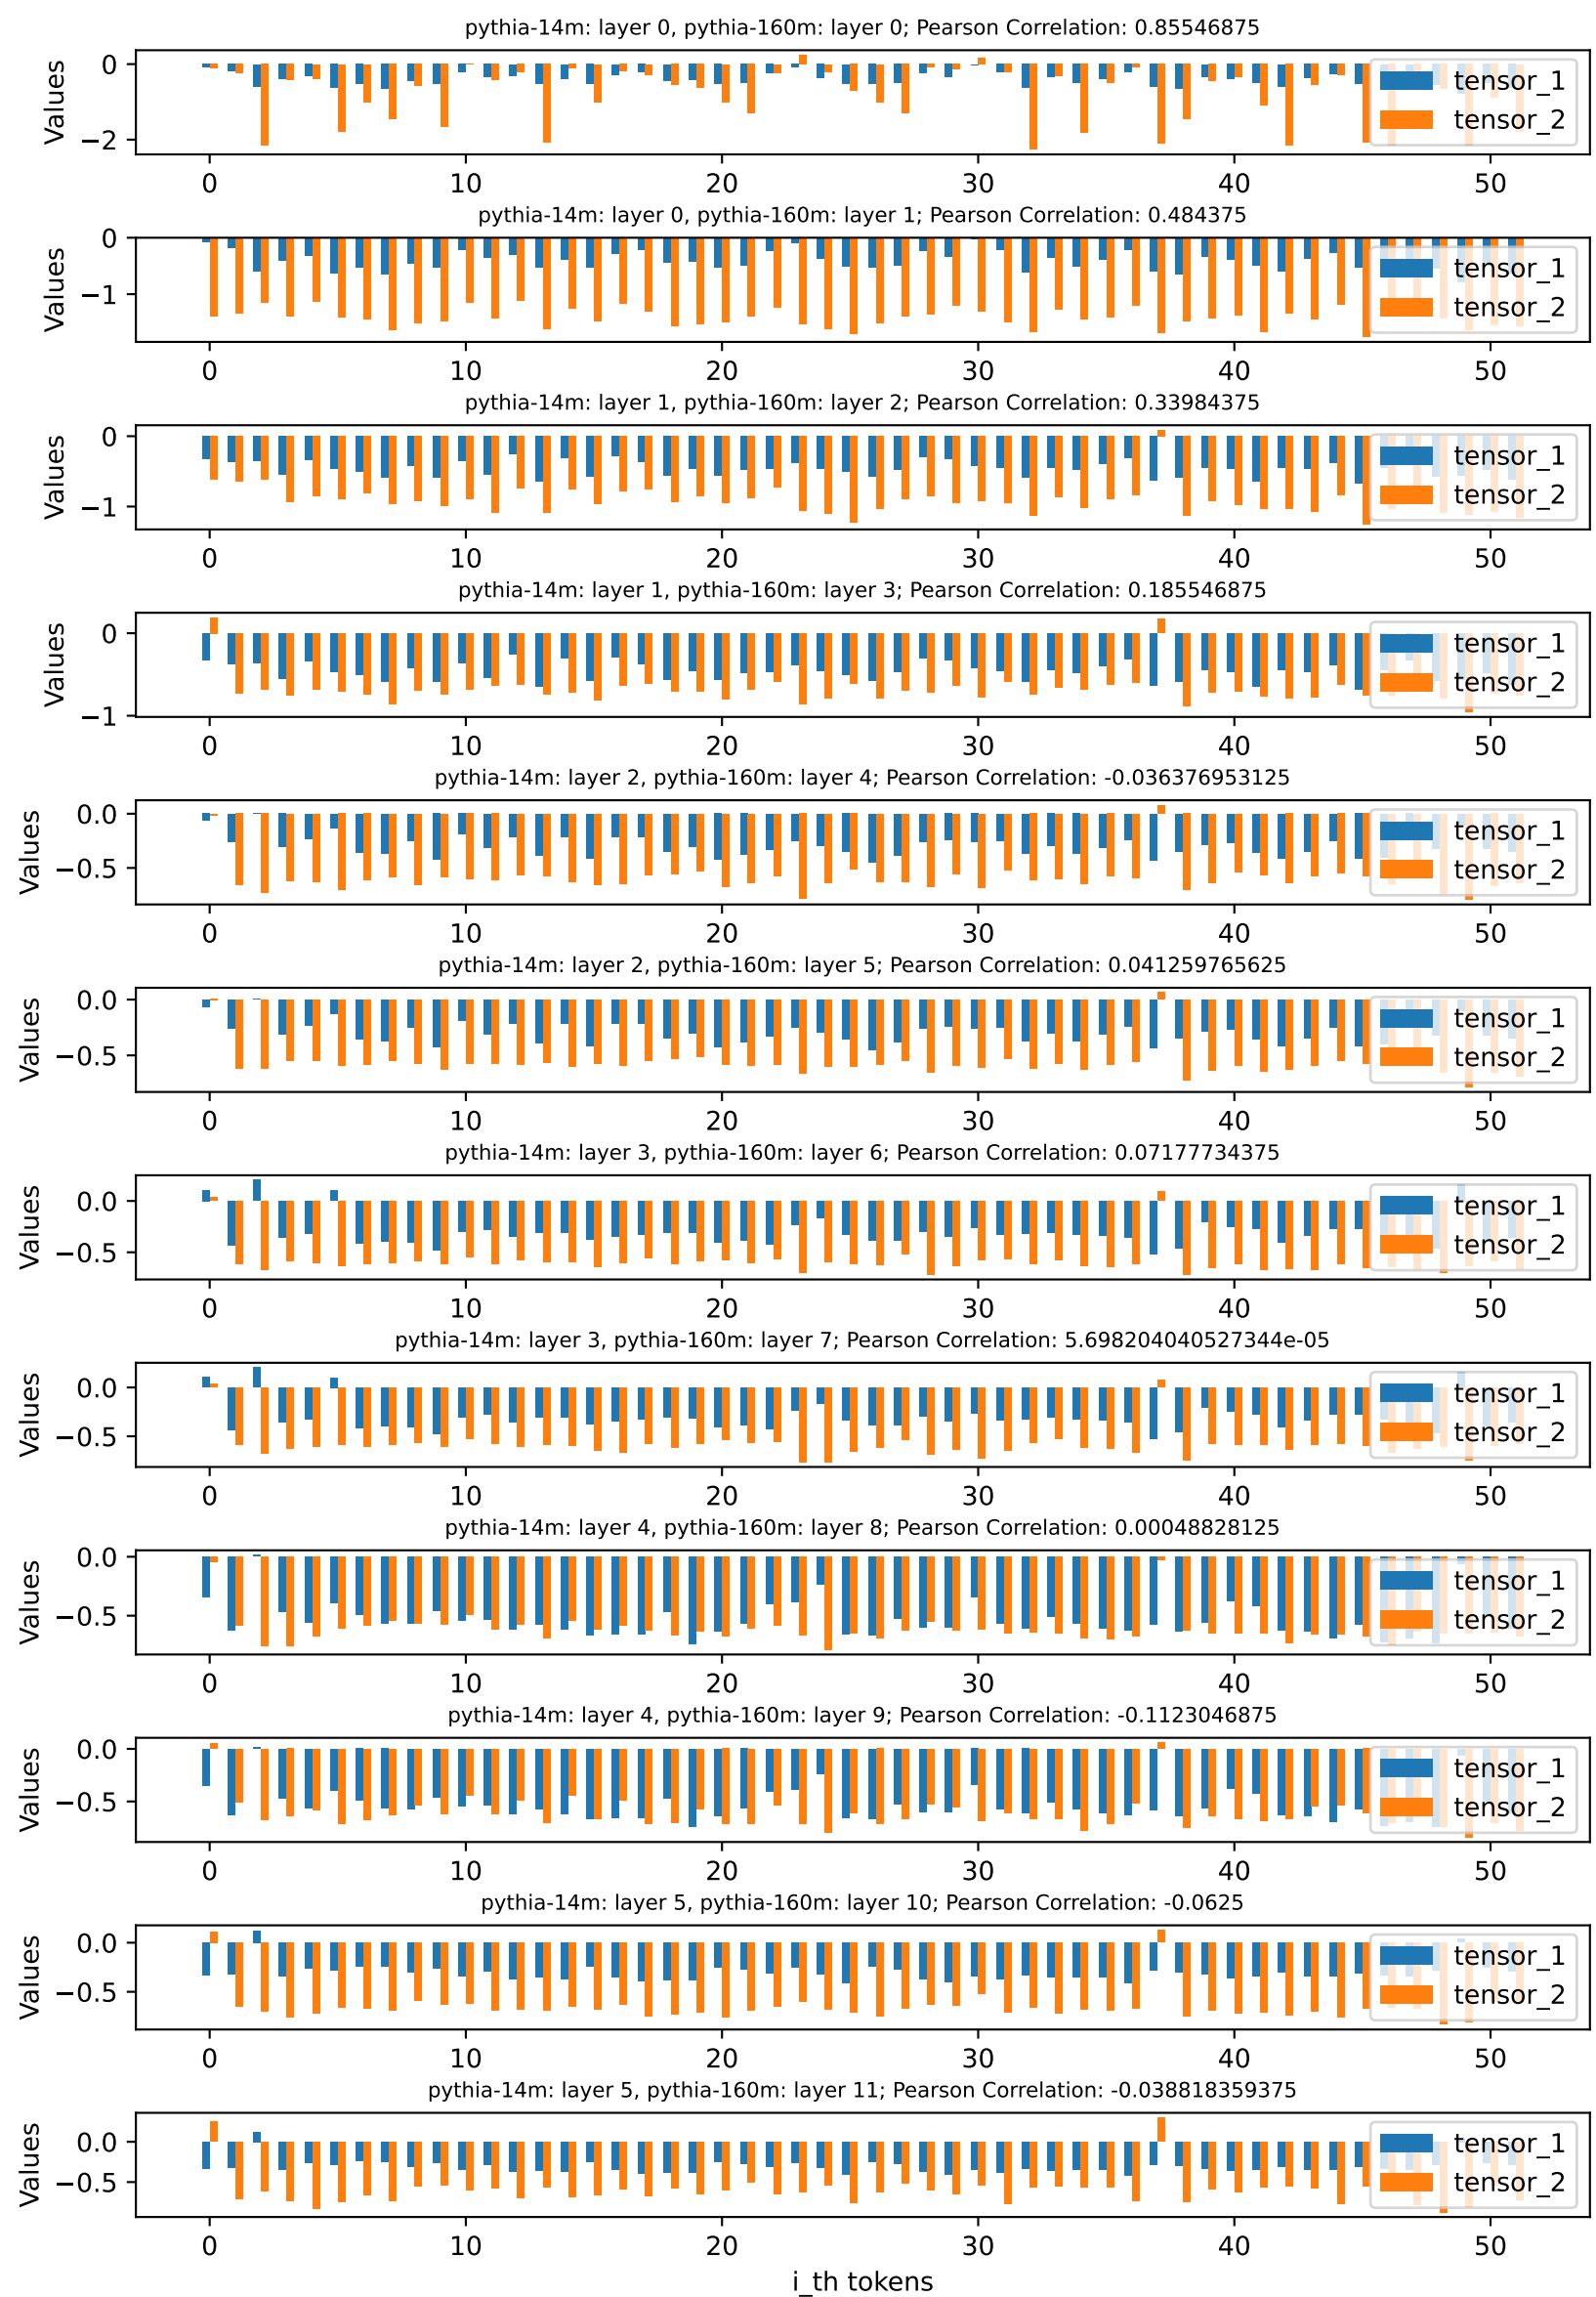 pythia-14m: layer 0, pythia-160m: layer 0; Pearson Correlation: 0.85546875
Values
0
−2
tensor_1
tensor_2
0 10 20 30 40 50
pythia-14m: layer 0, pythia-160m: layer 1; Pearson Correlation: 0.484375
Values
0
−1
tensor_1
tensor_2
0 10 20 30 40 50
pythia-14m: layer 1, pythia-160m: layer 2; Pearson Correlation: 0.33984375
Values
0
−1
tensor_1
tensor_2
0 10 20 30 40 50
pythia-14m: layer 1, pythia-160m: layer 3; Pearson Correlation: 0.185546875
Values
0
−1
tensor_1
tensor_2
0 10 20 30 40 50
pythia-14m: layer 2, pythia-160m: layer 4; Pearson Correlation: -0.036376953125
Values
0.0
−0.5
tensor_1
tensor_2
0 10 20 30 40 50
pythia-14m: layer 2, pythia-160m: layer 5; Pearson Correlation: 0.041259765625
Values
0.0
−0.5
tensor_1
tensor_2
0 10 20 30 40 50
pythia-14m: layer 3, pythia-160m: layer 6; Pearson Correlation: 0.07177734375
Values
0.0
−0.5
tensor_1
tensor_2
0 10 20 30 40 50
pythia-14m: layer 3, pythia-160m: layer 7; Pearson Correlation: 5.698204040527344e-05
Values
0.0
−0.5
tensor_1
tensor_2
0 10 20 30 40 50
pythia-14m: layer 4, pythia-160m: layer 8; Pearson Correlation: 0.00048828125
Values
0.0
−0.5
tensor_1
tensor_2
0 10 20 30 40 50
pythia-14m: layer 4, pythia-160m: layer 9; Pearson Correlation: -0.1123046875
Values
0.0
−0.5
tensor_1
tensor_2
0 10 20 30 40 50
pythia-14m: layer 5, pythia-160m: layer 10; Pearson Correlation: -0.0625
Values
0.0
−0.5
tensor_1
tensor_2
0 10 20 30 40 50
pythia-14m: layer 5, pythia-160m: layer 11; Pearson Correlation: -0.038818359375
Values
0.0
−0.5
tensor_1
tensor_2
0 10 20 30 40 50
i_th tokens